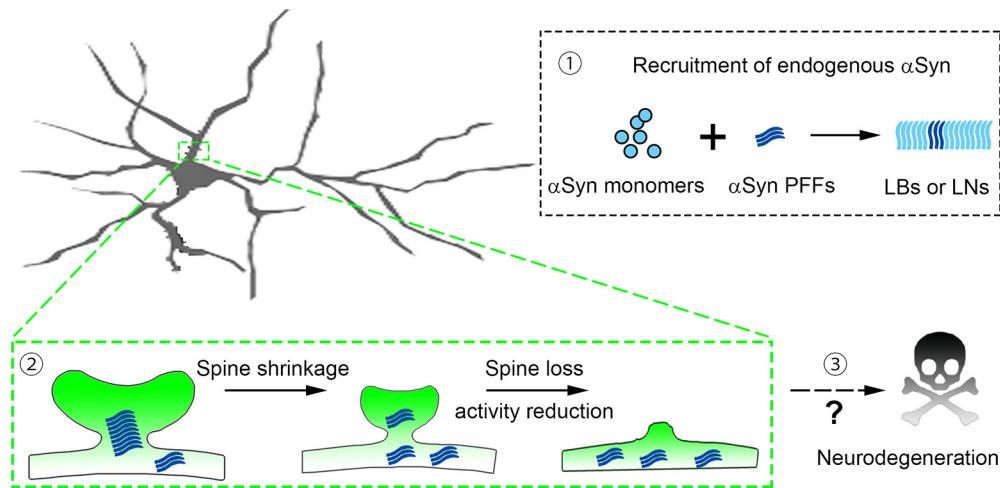 ① Recruitment of endogenous αSyn
+
αSyn monomers αSyn PFFs LBs or LNs
② Spine shrinkage Spine loss ③
activity reduction ?
Neurodegeneration